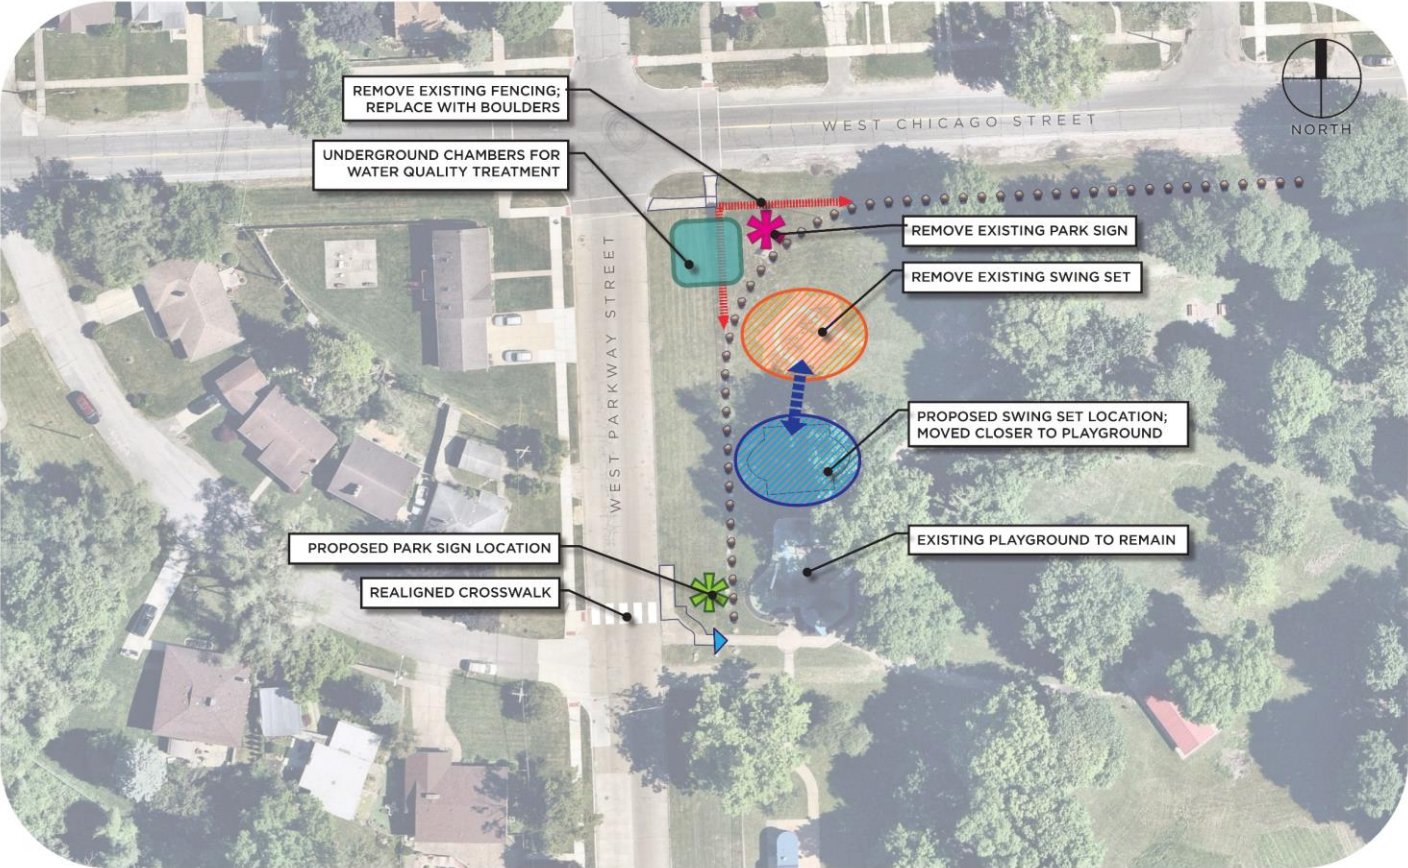 REMOVE EXISTING FENCING;
REPLACE WITH BOULDERS
WEST CHICAGO STREET
NORTH
UNDERGROUND CHAMBERS FOR
WATER QUALITY TREATMENT
REMOVE EXISTING PARK SIGN
REMOVE EXISTING SWING SET
WEST PARKWAY STREET
PROPOSED SWING SET LOCATION;
MOVED CLOSER TO PLAYGROUND
PROPOSED PARK SIGN LOCATION
EXISTING PLAYGROUND TO REMAIN
REALIGNED CROSSWALK